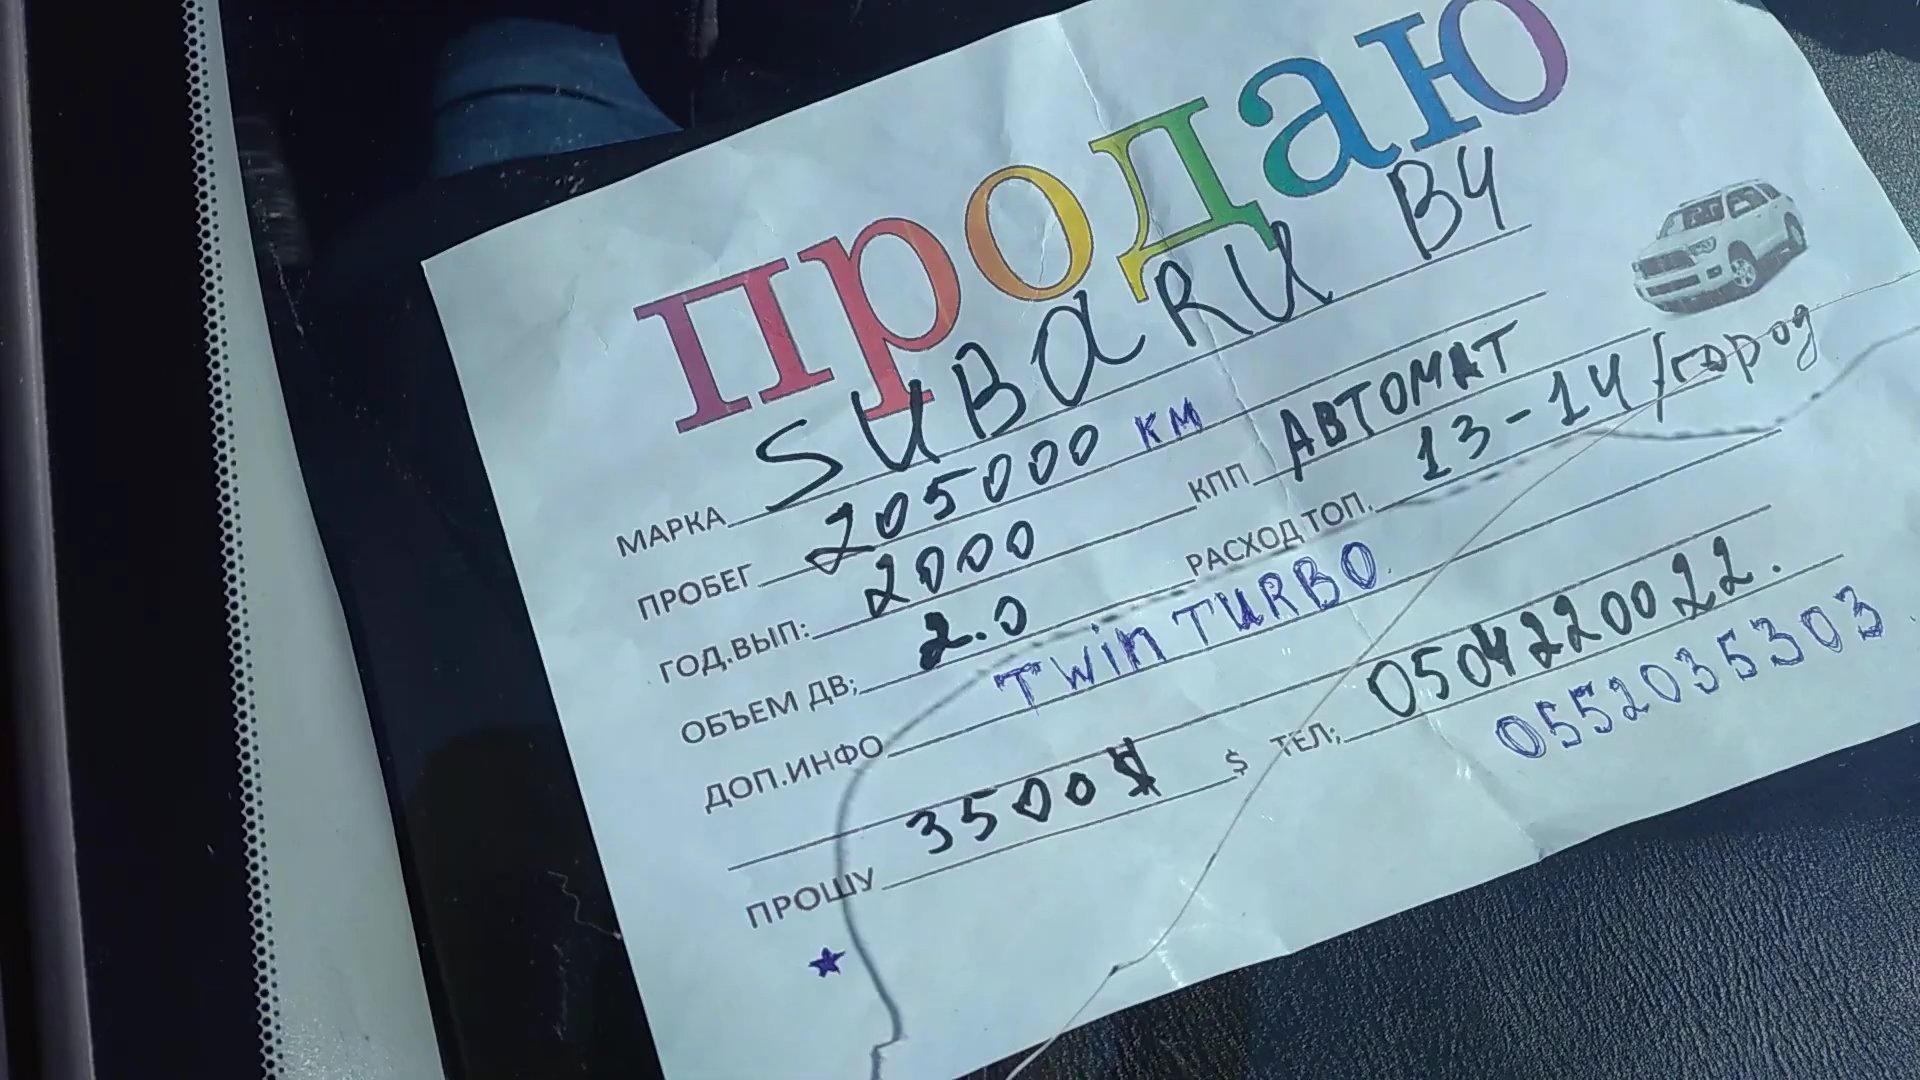 продаю
МАРКА SUBARU B4
ПРОБЕГ 205000 КМ КПП АВТОМАТ
ГОД.ВЫП: 2000 РАСХОД ТОП. 13-14/город
ОБЪЕМ ДВ; 2.0
ДОП.ИНФО TWin TURBO.
ПРОШУ 3500 $ ТЕЛ; 0504220022.
0552035303.